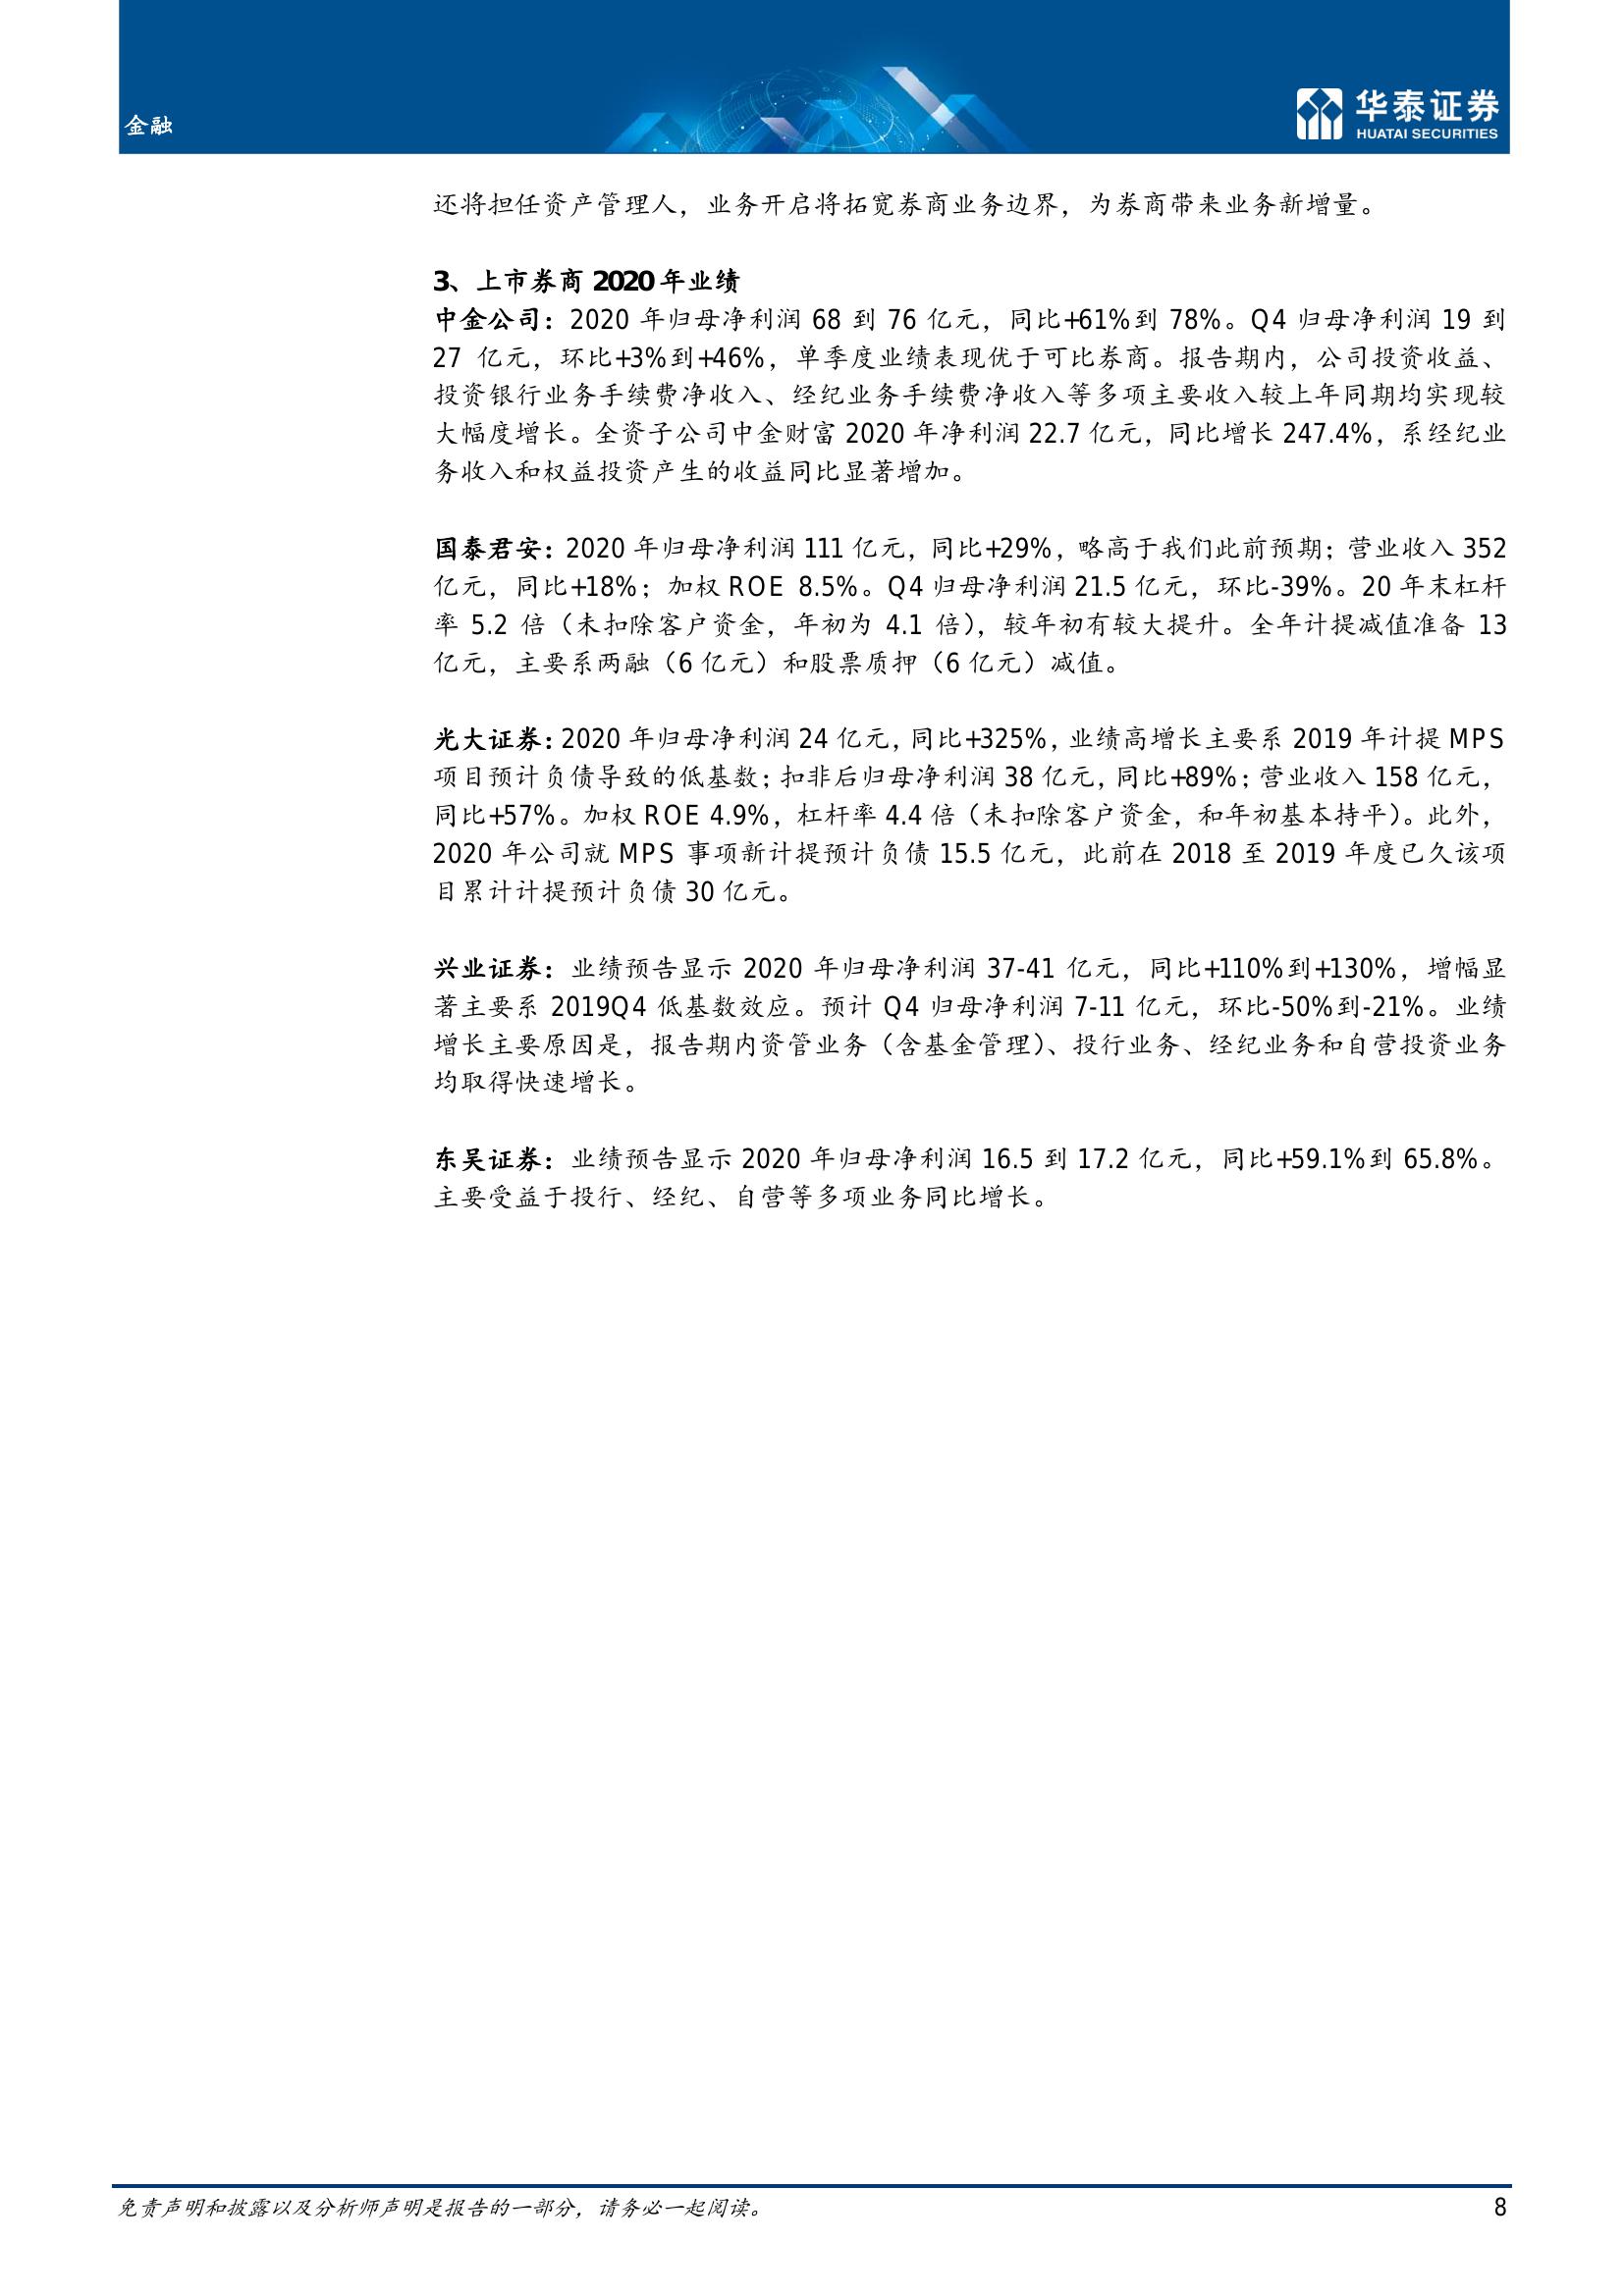 金融
华泰证券
HUATAI SECURITIES
还将担任资产管理人，业务开启将拓宽券商业务边界，为券商带来业务新增量。
3、上市券商 2020 年业绩
中金公司：2020 年归母净利润 68 到 76 亿元，同比+61%到 78%。Q4 归母净利润 19 到
27 亿元，环比+3%到+46%，单季度业绩表现优于可比券商。报告期内，公司投资收益、
投资银行业务手续费净收入、经纪业务手续费净收入等多项主要收入较上年同期均实现较
大幅度增长。全资子公司中金财富 2020 年净利润 22.7 亿元，同比增长 247.4%，系经纪业
务收入和权益投资产生的收益同比显著增加。
国泰君安：2020 年归母净利润 111 亿元，同比+29%，略高于我们此前预期；营业收入 352
亿元，同比+18%；加权 ROE 8.5%。Q4 归母净利润 21.5 亿元，环比-39%。20 年末杠杆
率 5.2 倍（未扣除客户资金，年初为 4.1 倍），较年初有较大提升。全年计提减值准备 13
亿元，主要系两融（6 亿元）和股票质押（6 亿元）减值。
光大证券：2020 年归母净利润 24 亿元，同比+325%，业绩高增长主要系 2019 年计提 MPS
项目预计负债导致的低基数；扣非后归母净利润 38 亿元，同比+89%；营业收入 158 亿元，
同比+57%。加权 ROE 4.9%，杠杆率 4.4 倍（未扣除客户资金，和年初基本持平）。此外，
2020 年公司就 MPS 事项新计提预计负债 15.5 亿元，此前在 2018 至 2019 年度已久该项
目累计计提预计负债 30 亿元。
兴业证券：业绩预告显示 2020 年归母净利润 37-41 亿元，同比+110%到+130%，增幅显
著主要系 2019Q4 低基数效应。预计 Q4 归母净利润 7-11 亿元，环比-50%到-21%。业绩
增长主要原因是，报告期内资管业务（含基金管理）、投行业务、经纪业务和自营投资业务
均取得快速增长。
东吴证券：业绩预告显示 2020 年归母净利润 16.5 到 17.2 亿元，同比+59.1%到 65.8%。
主要受益于投行、经纪、自营等多项业务同比增长。
免责声明和披露以及分析师声明是报告的一部分，请务必一起阅读。
8